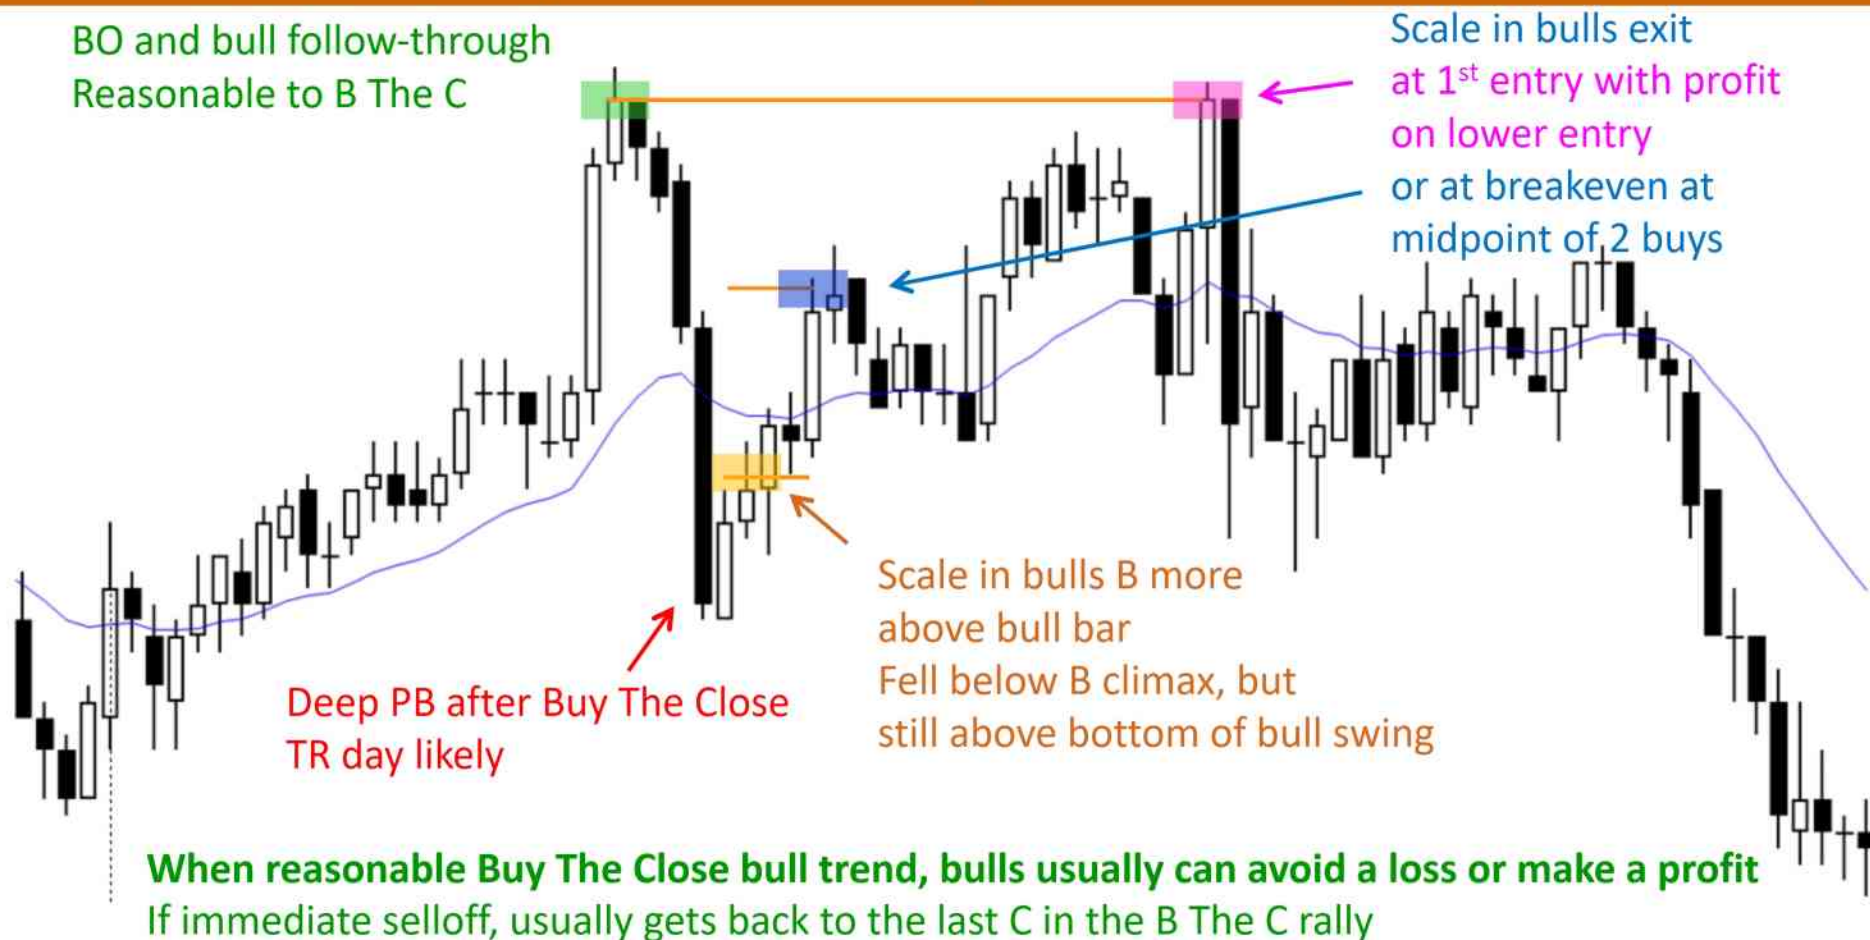 BO and bull follow-through
Reasonable to B The C
Scale in bulls exit
at 1st entry with profit
on lower entry
or at breakeven at
midpoint of 2 buys
Scale in bulls B more
above bull bar
Fell below B climax, but
still above bottom of bull swing
Deep PB after Buy The Close
TR day likely
When reasonable Buy The Close bull trend, bulls usually can avoid a loss or make a profit
If immediate selloff, usually gets back to the last C in the B The C rally